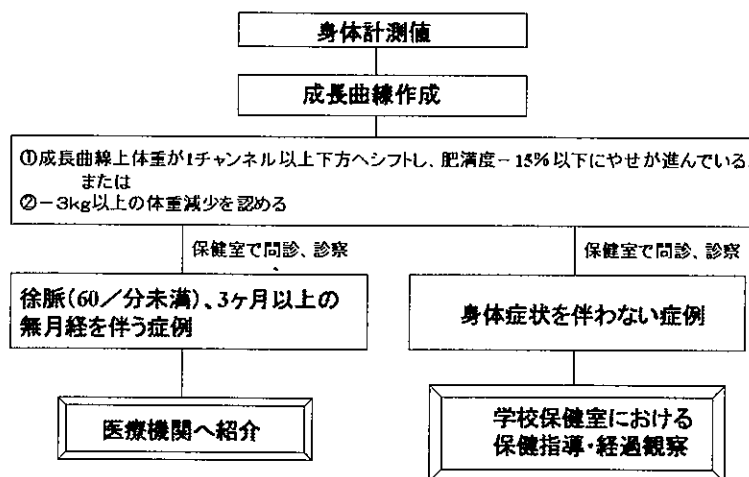 身体計測値
成長曲線作成
①成長曲線上体重が1チャンネル以上下方へシフトし、肥満度-15%以下にやせが進んでいる
または
②-3kg以上の体重減少を認める
保健室で問診、診察
保健室で問診、診察
徐脈(60/分未満)、3ヶ月以上の
無月経を伴う症例
身体症状を伴わない症例
医療機関へ紹介
学校保健室における
保健指導・経過観察